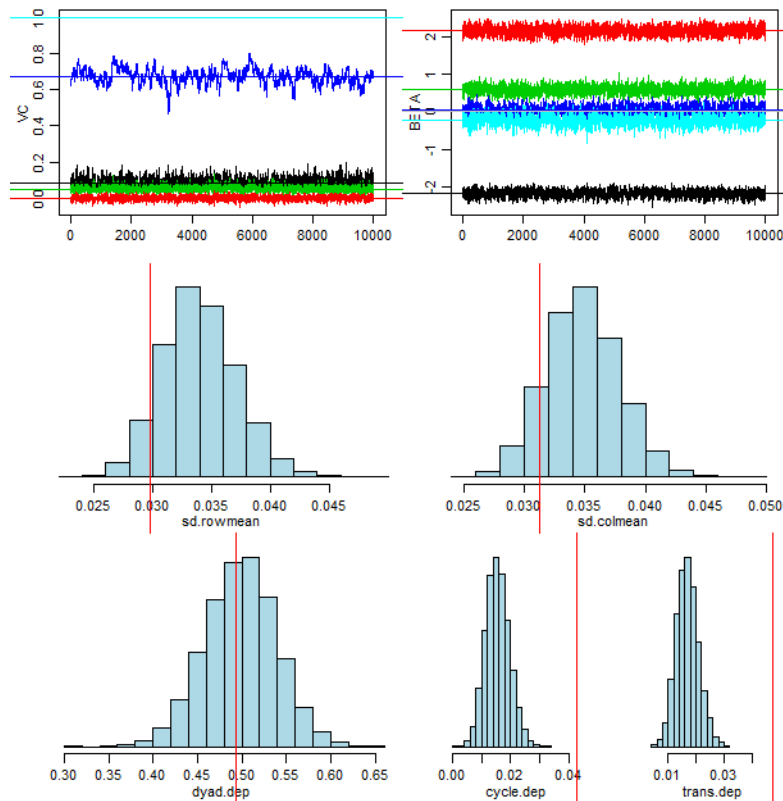 VC
0.0 0.2 0.4 0.6 0.8 1.0
0 2000 4000 6000 8000 10000
BETA
-2 -1 0 1 2
0 2000 4000 6000 8000 10000
0.025 0.030 0.035 0.040 0.045
sd.rowmean
0.025 0.030 0.035 0.040 0.045 0.050
sd.colmean
0.30 0.35 0.40 0.45 0.50 0.55 0.60 0.65
dyad.dep
0.00 0.02 0.04
cycle.dep
0.01 0.03
trans.dep